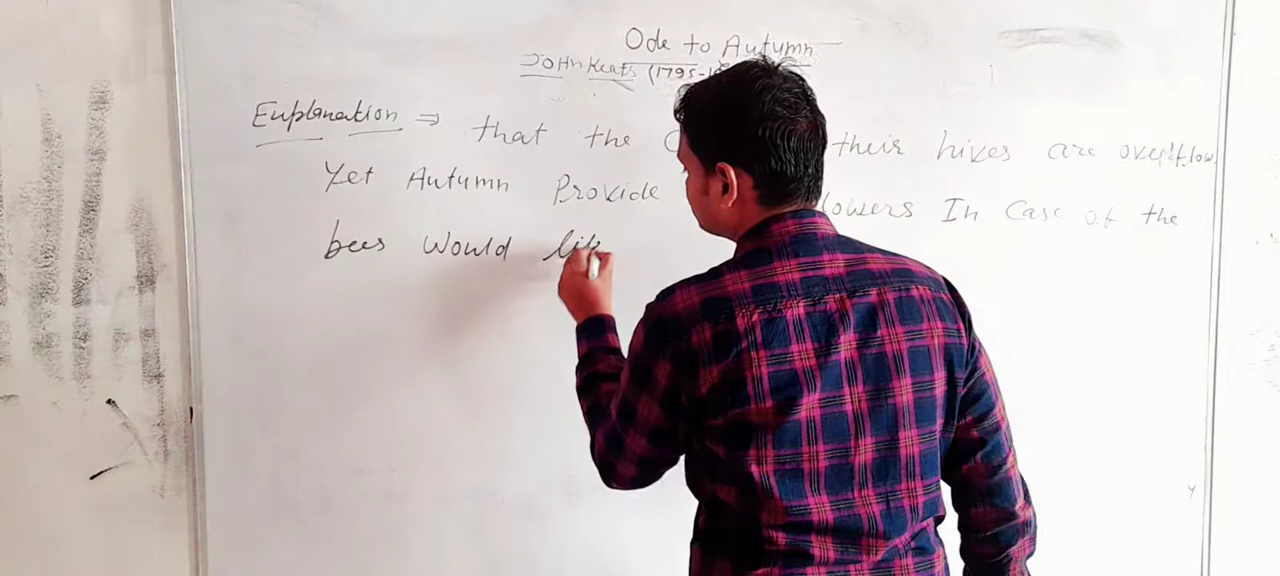 Ode to Autumn
JOHN Keats (1795-
Explanation ⇒ that the their hives are overflow
Yet Autumn Provide lowers In Case of the
bees would lik